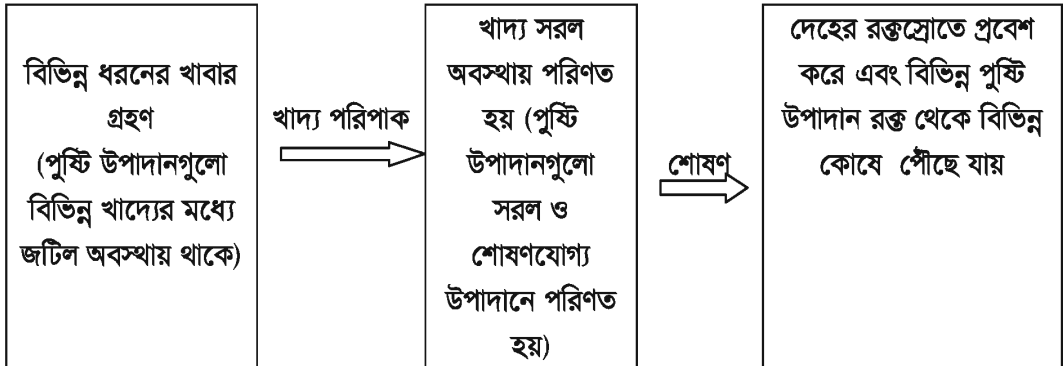 বিভিন্ন ধরনের খাবার
গ্রহণ
(পুষ্টি উপাদানগুলো
বিভিন্ন খাদ্যের মধ্যে
জটিল অবস্থায় থাকে)
খাদ্য পরিপাক
খাদ্য সরল
অবস্থায় পরিণত
হয় (পুষ্টি
উপাদানগুলো
সরল ও
শোষণযোগ্য
উপাদানে পরিণত
হয়)
শোষণ
দেহের রক্তস্রোতে প্রবেশ
করে এবং বিভিন্ন পুষ্টি
উপাদান রক্ত থেকে বিভিন্ন
কোষে পৌঁছে যায়